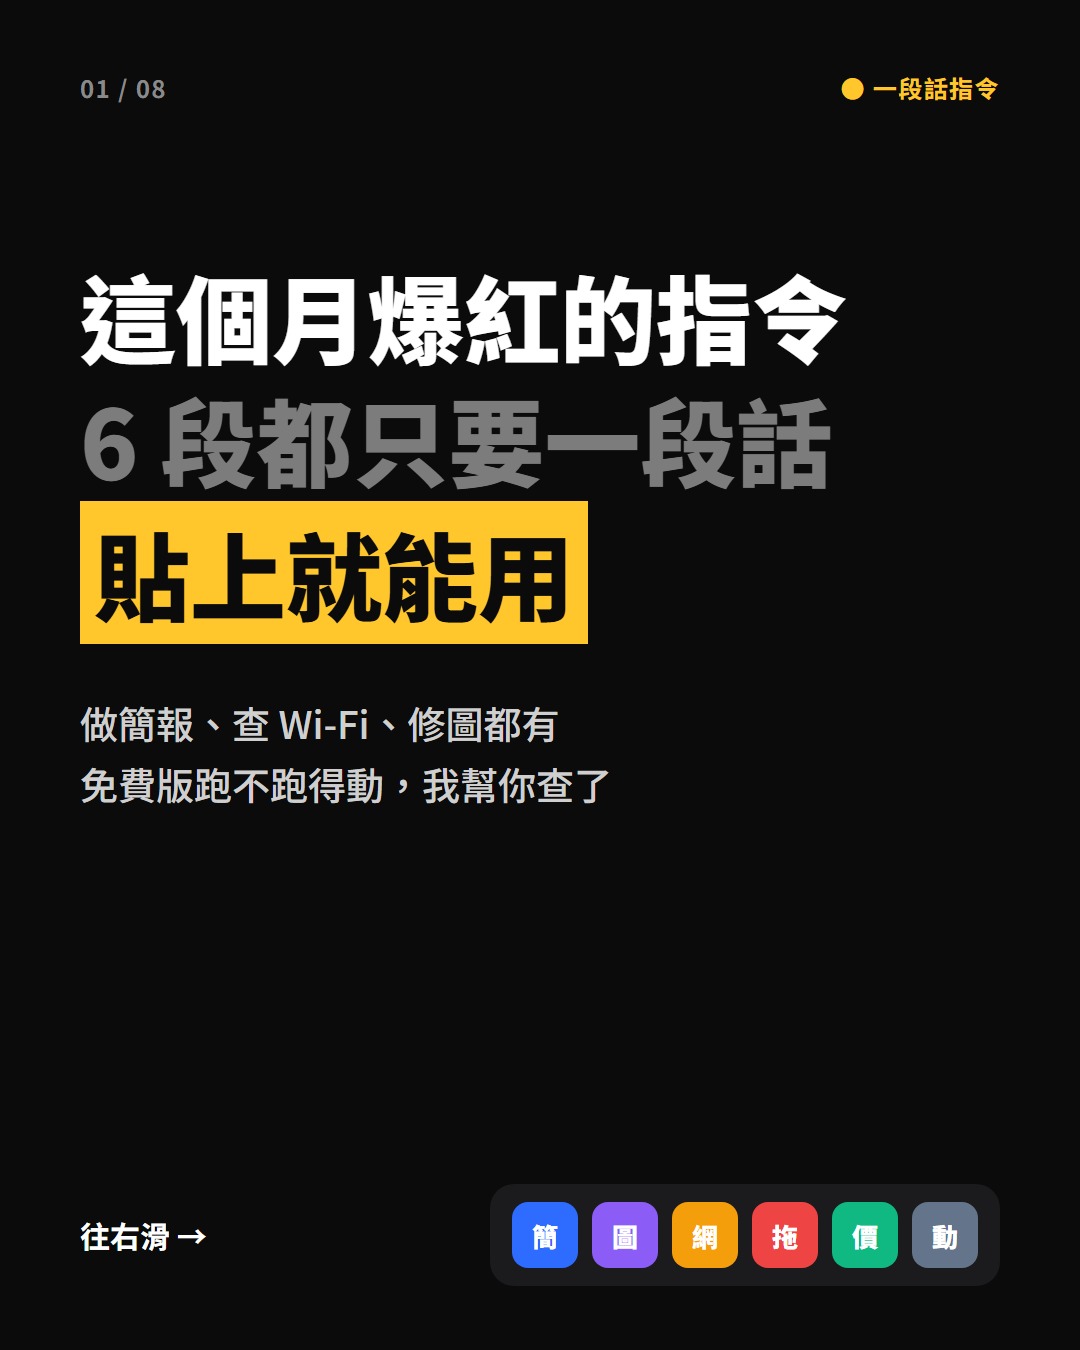 01 / 08
一段話指令
這個月爆紅的指令
6 段都只要一段話
貼上就能用
做簡報、查 Wi-Fi、修圖都有
免費版跑不跑得動，我幫你查了
往右滑 →
簡 圖 網 拖 價 動